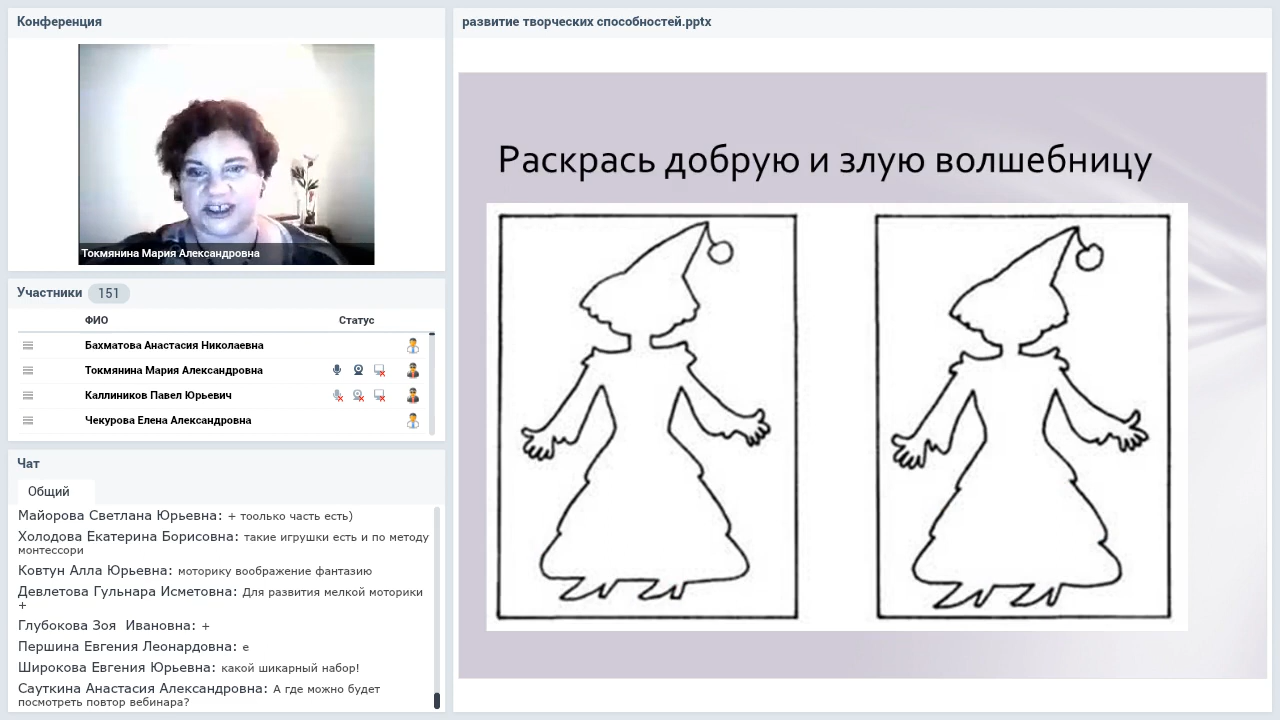 Конференция
Токмянина Мария Александровна
Участники 151
ФИО Статус
Бахматова Анастасия Николаевна
Токмянина Мария Александровна
Каллиников Павел Юрьевич
Чекурова Елена Александровна
Чат
Общий
Майорова Светлана Юрьевна: + тоолько часть есть)
Холодова Екатерина Борисовна: такие игрушки есть и по методу
монтессори
Ковтун Алла Юрьевна: моторику воображение фантазию
Девлетова Гульнара Исметовна: Для развития мелкой моторики
+
Глубокова Зоя  Ивановна: +
Першина Евгения Леонардовна: е
Широкова Евгения Юрьевна: какой шикарный набор!
Сауткина Анастасия Александровна: А где можно будет
посмотреть повтор вебинара?
развитие творческих способностей.pptx
Раскрась добрую и злую волшебницу